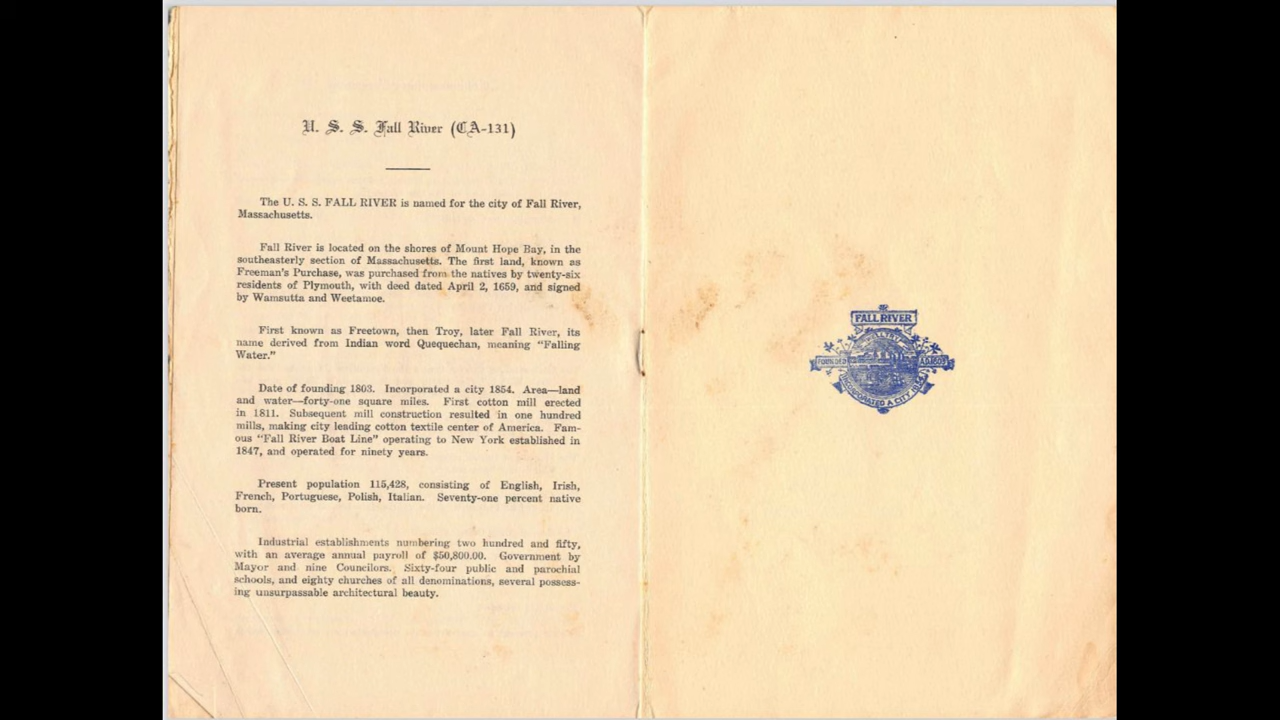 U. S. S. Fall River (CA-131)
The U. S. S. FALL RIVER is named for the city of Fall River,
Massachusetts.
Fall River is located on the shores of Mount Hope Bay, in the
southeasterly section of Massachusetts. The first land, known as
Freeman's Purchase, was purchased from the natives by twenty-six
residents of Plymouth, with deed dated April 2, 1659, and signed
by Wamsutta and Weetamoe.
First known as Freetown, then Troy, later Fall River, its
name derived from Indian word Quequechan, meaning "Falling
Water."
Date of founding 1803. Incorporated a city 1854. Area—land
and water—forty-one square miles. First cotton mill erected
in 1811. Subsequent mill construction resulted in one hundred
mills, making city leading cotton textile center of America. Fam-
ous "Fall River Boat Line" operating to New York established in
1847, and operated for ninety years.
Present population 115,428, consisting of English, Irish,
French, Portuguese, Polish, Italian. Seventy-one percent native
born.
Industrial establishments numbering two hundred and fifty,
with an average annual payroll of $50,800.00. Government by
Mayor and nine Councilors. Sixty-four public and parochial
schools, and eighty churches of all denominations, several possess-
ing unsurpassable architectural beauty.
FALL RIVER
FOUNDED
AD 1803
INCORPORATED A CITY 1854